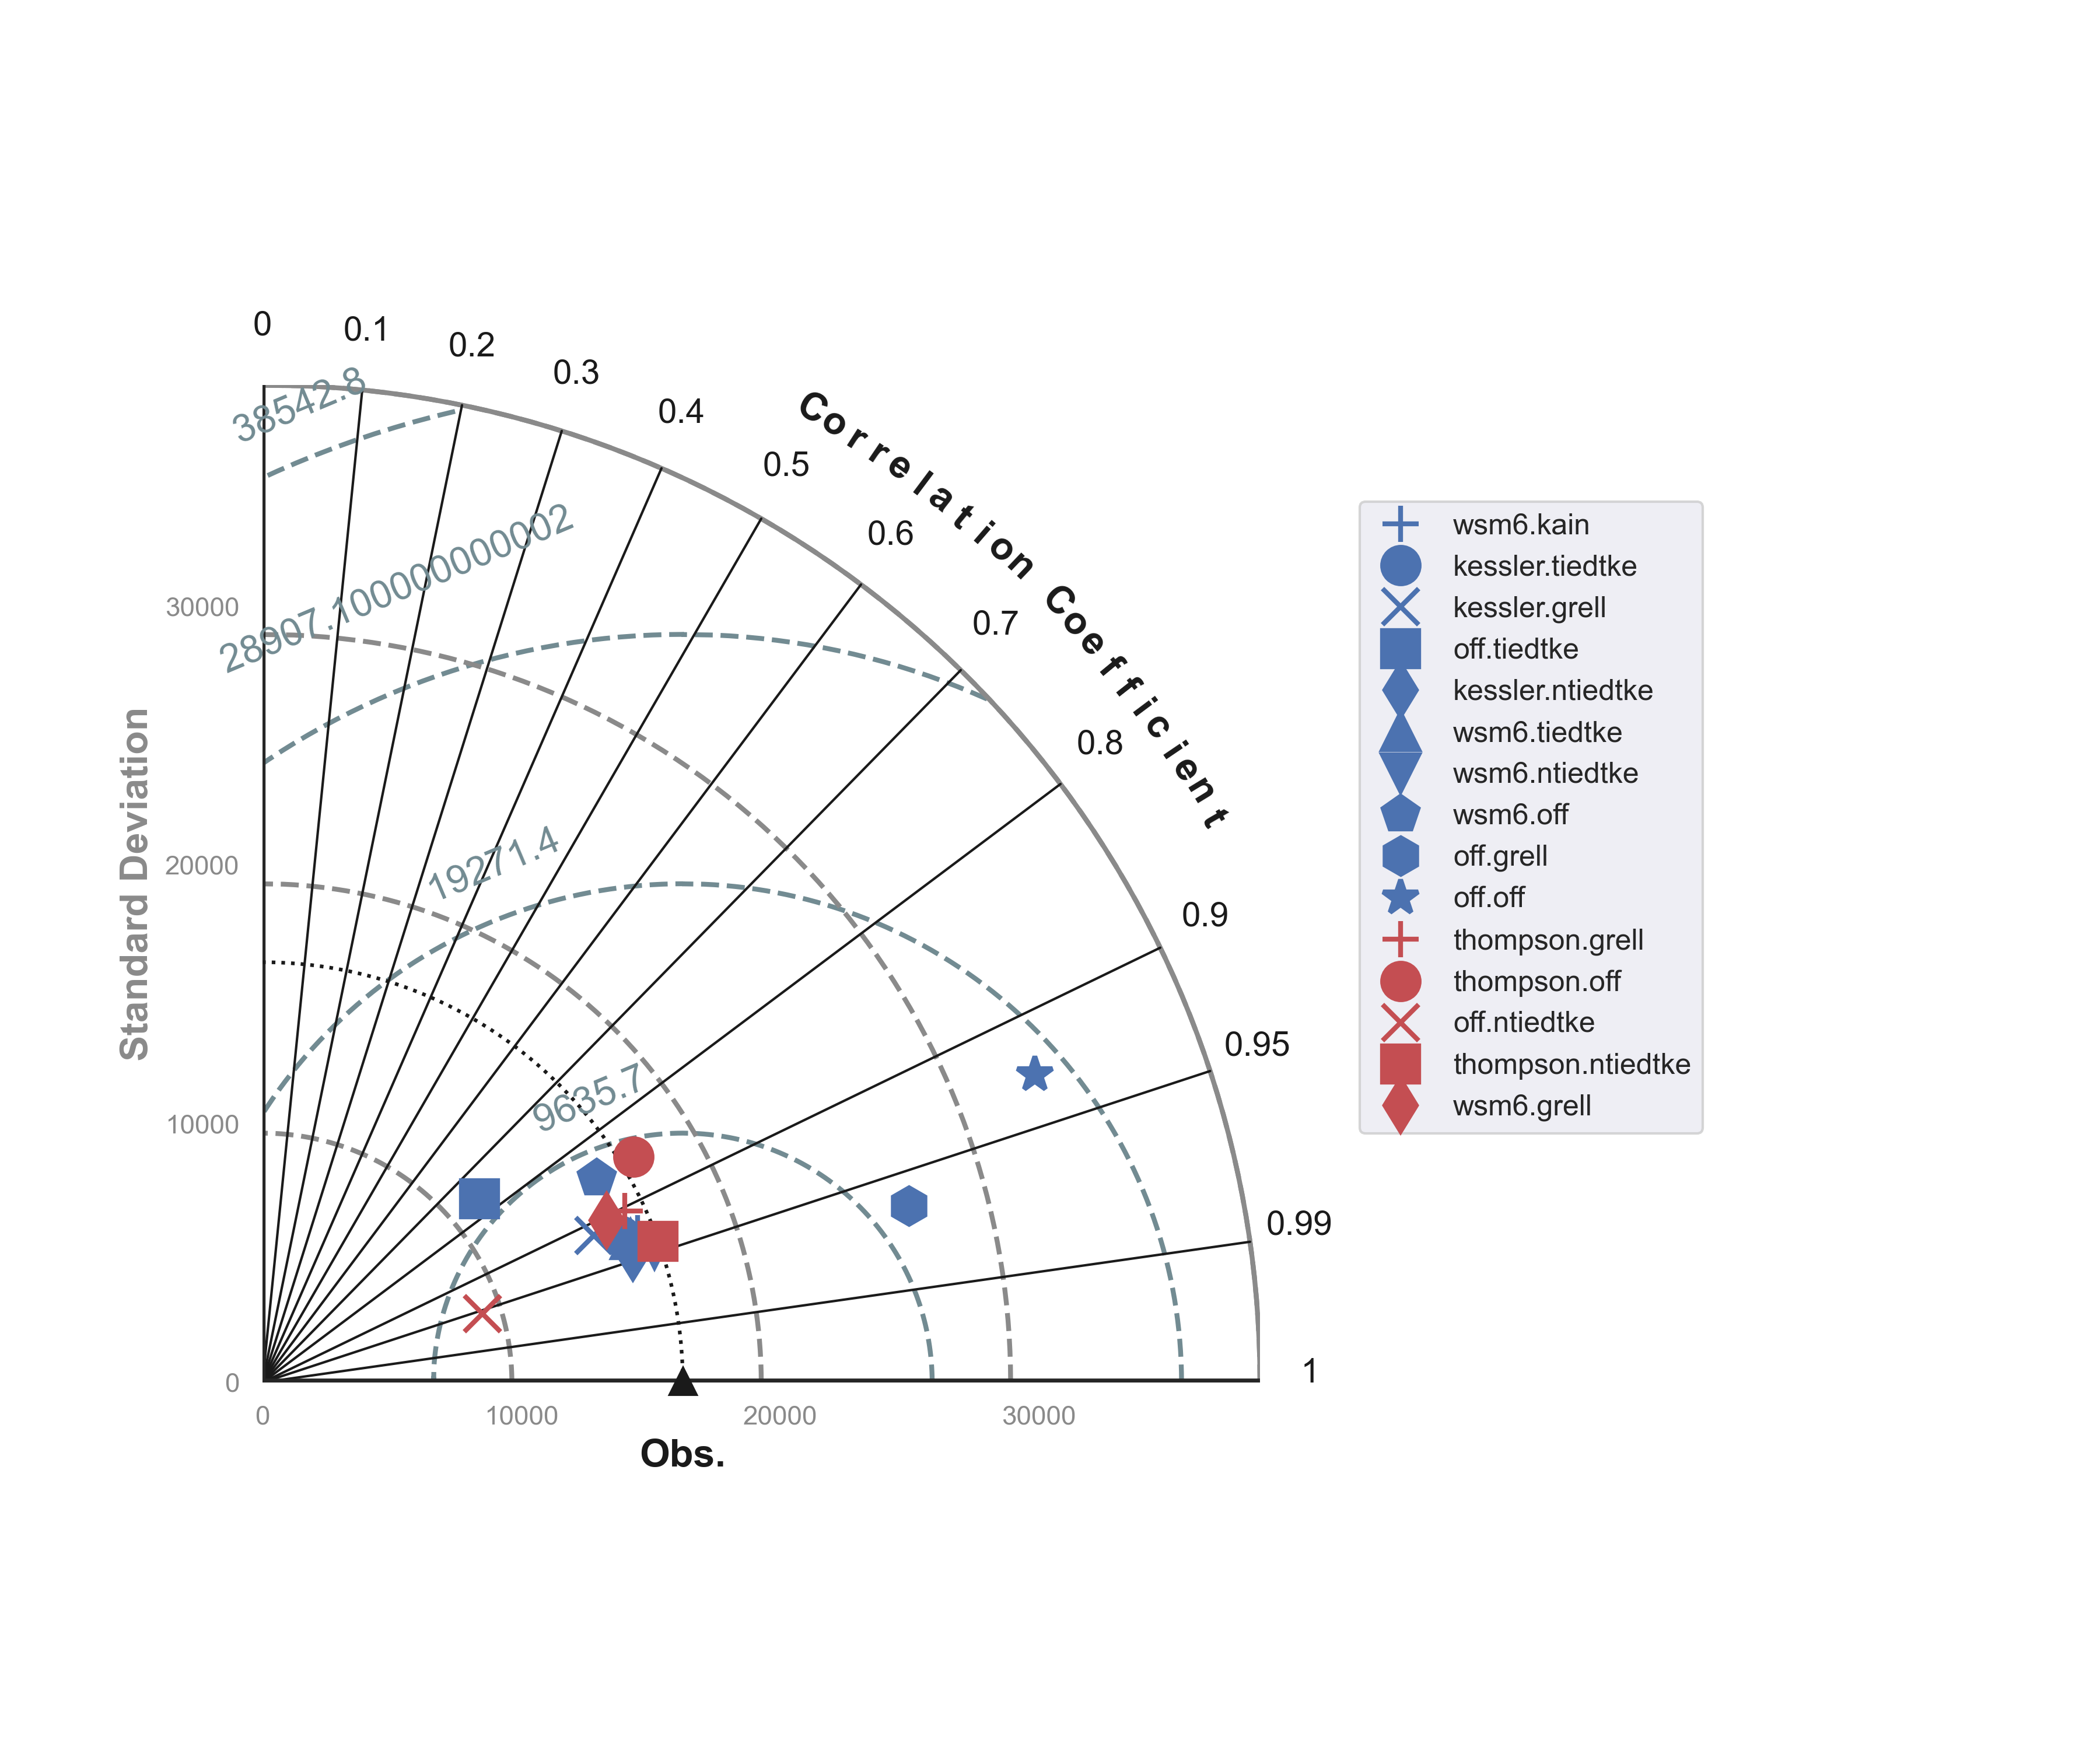 0
0.1
0.2
0.3
0.4
0.5
0.6
0.7
0.8
0.9
0.95
0.99
1
Correlation Coefficient
38542.8
28907.100000000002
19271.4
9635.7
Standard Deviation
30000
20000
10000
0
0
10000
20000
30000
Obs.
wsm6.kain
kessler.tiedtke
kessler.grell
off.tiedtke
kessler.ntiedtke
wsm6.tiedtke
wsm6.ntiedtke
wsm6.off
off.grell
off.off
thompson.grell
thompson.off
off.ntiedtke
thompson.ntiedtke
wsm6.grell